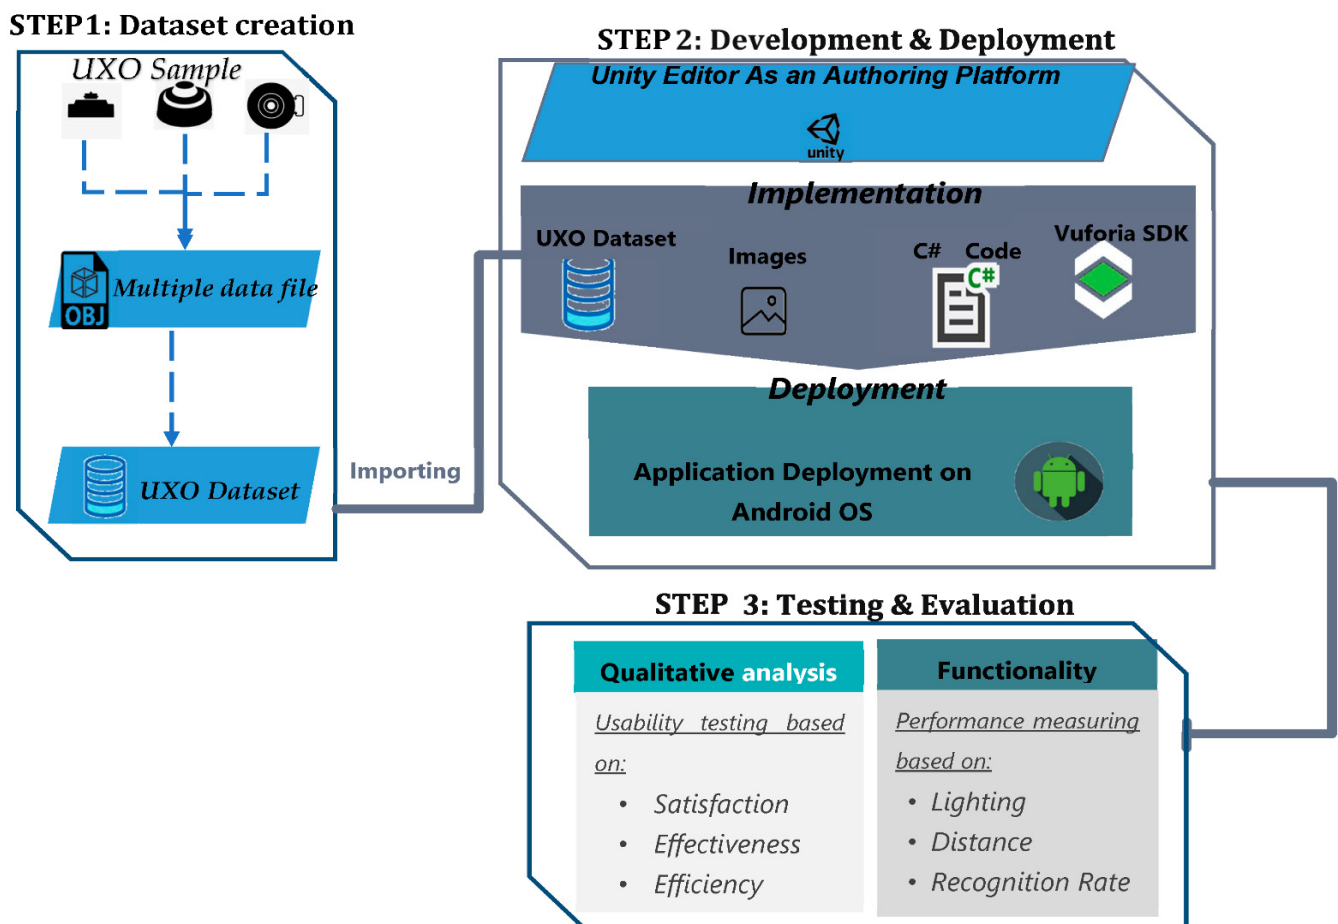 STEP1: Dataset creation
UXO Sample
OBJ
Multiple data file
UXO Dataset
Importing
STEP 2: Development & Deployment
Unity Editor As an Authoring Platform
unity
Implementation
UXO Dataset
Images
C# Code
C#
Vuforia SDK
Deployment
Application Deployment on
Android OS
STEP 3: Testing & Evaluation
Qualitative analysis
Usability testing based
on:
• Satisfaction
• Effectiveness
• Efficiency
Functionality
Performance measuring
based on:
• Lighting
• Distance
• Recognition Rate